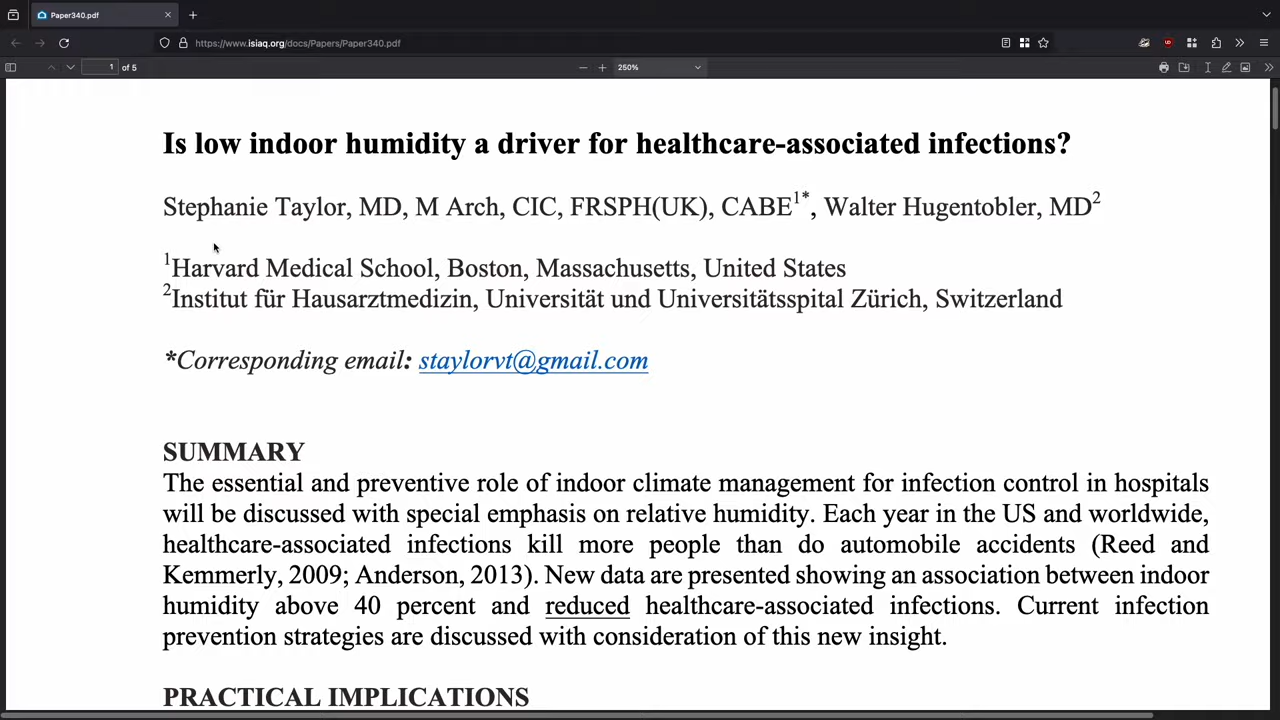 Paper340.pdf
https://www.isiaq.org/docs/Papers/Paper340.pdf
1 of 5
250%
Is low indoor humidity a driver for healthcare-associated infections?
Stephanie Taylor, MD, M Arch, CIC, FRSPH(UK), CABE1*, Walter Hugentobler, MD2
1Harvard Medical School, Boston, Massachusetts, United States
2Institut für Hausarztmedizin, Universität und Universitätsspital Zürich, Switzerland
*Corresponding email: staylorvt@gmail.com
SUMMARY
The essential and preventive role of indoor climate management for infection control in hospitals
will be discussed with special emphasis on relative humidity. Each year in the US and worldwide,
healthcare-associated infections kill more people than do automobile accidents (Reed and
Kemmerly, 2009; Anderson, 2013). New data are presented showing an association between indoor
humidity above 40 percent and reduced healthcare-associated infections. Current infection
prevention strategies are discussed with consideration of this new insight.
PRACTICAL IMPLICATIONS